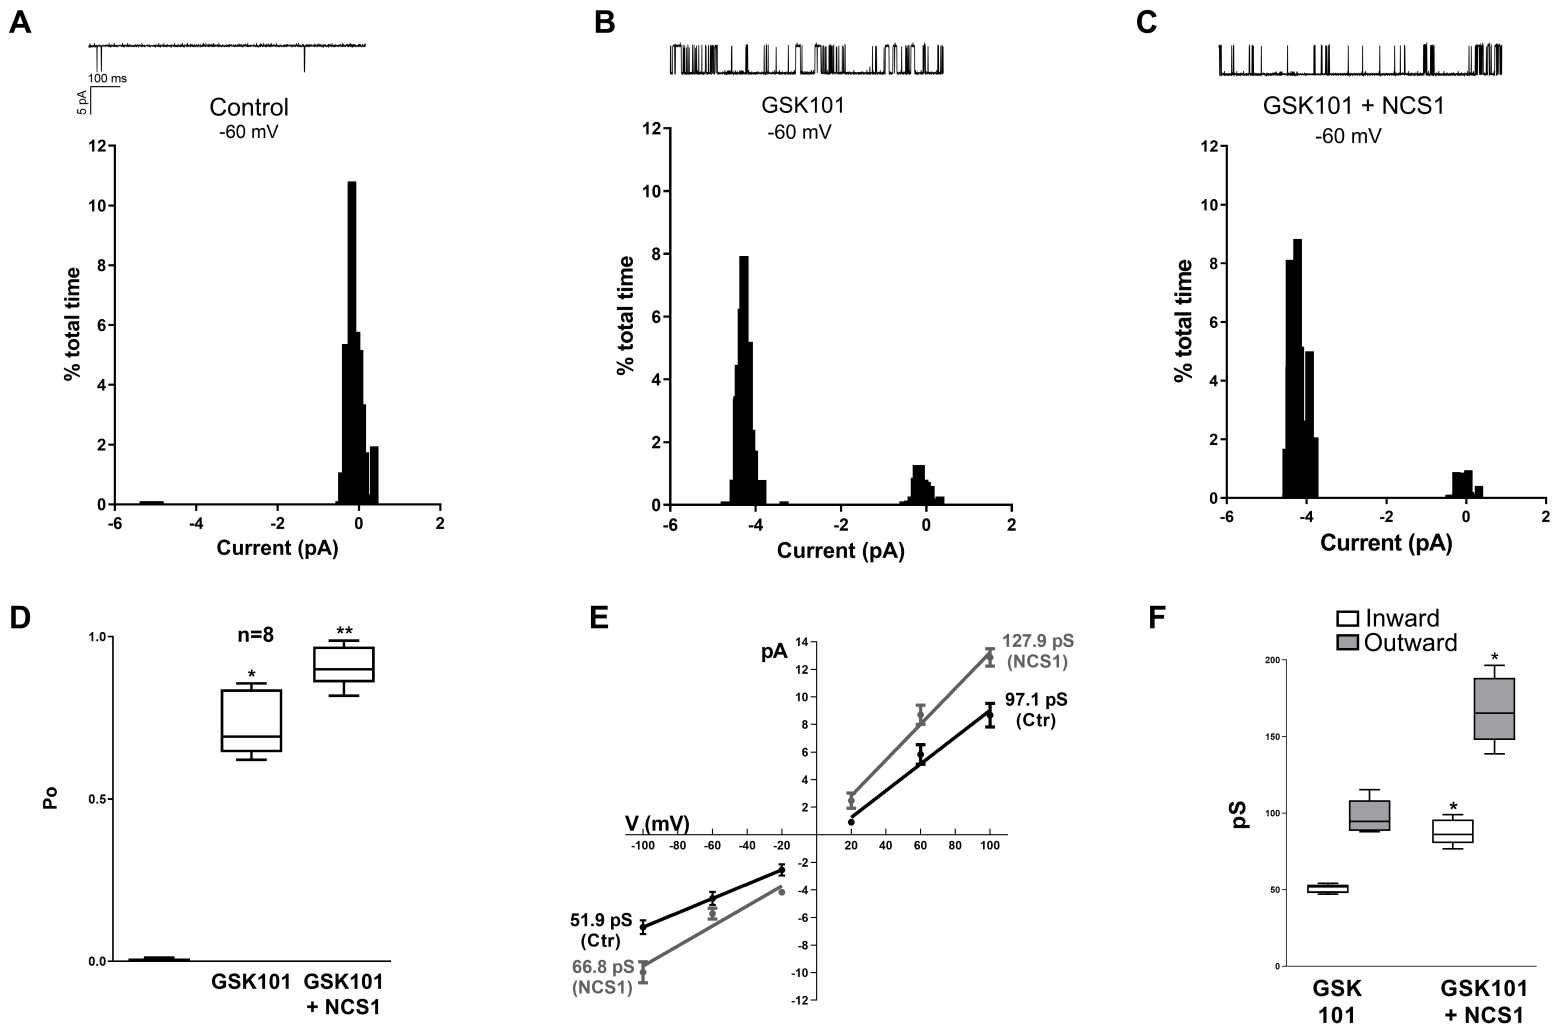 A
100 ms
5 pA
Control
-60 mV
12
10
8
6
4
2
0
% total time
-6 -4 -2 0 2
Current (pA)
B
GSK101
-60 mV
12
10
8
6
4
2
0
% total time
-6 -4 -2 0 2
Current (pA)
C
GSK101 + NCS1
-60 mV
12
10
8
6
4
2
0
% total time
-6 -4 -2 0 2
Current (pA)
D
n=8
*
**
1.0
0.5
0.0
Po
GSK101
GSK101
+ NCS1
E
pA
14
12
10
8
6
4
2
127.9 pS
(NCS1)
97.1 pS
(Ctr)
V (mV)
-100 -80 -60 -40 -20 20 40 60 80 100
-2
-4
-6
-8
-10
-12
51.9 pS
(Ctr)
66.8 pS
(NCS1)
F
Inward
Outward
*
*
200
150
100
50
0
pS
GSK
101
GSK101
+ NCS1